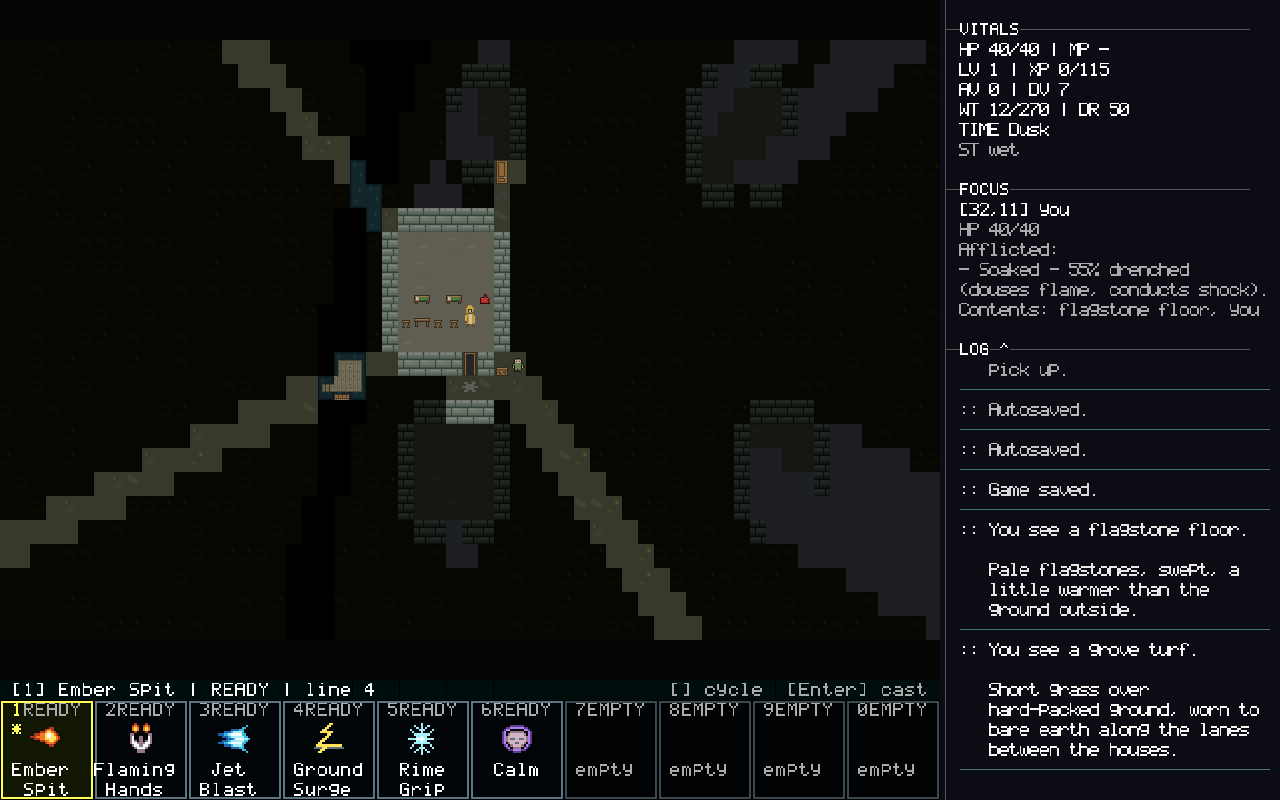 VITALS
HP 40/40 | MP -
LV 1 | XP 0/115
AV 0 | DV 7
WT 12/270 | DR 50
TIME Dusk
ST wet
FOCUS
[32,11] You
HP 40/40
Afflicted:
- Soaked - 55% drenched
(douses flame, conducts shock).
Contents: flagstone floor, You
LOG ^
Pick up.
:: Autosaved.
:: Autosaved.
:: Game saved.
:: You see a flagstone floor.
Pale flagstones, swept, a
little warmer than the
ground outside.
:: You see a grove turf.
Short grass over
hard-packed ground, worn to
bare earth along the lanes
between the houses.
[1] Ember Spit | READY | line 4
[] cycle [Enter] cast
1READY 2READY 3READY 4READY 5READY 6READY 7EMPTY 8EMPTY 9EMPTY 0EMPTY
*
Ember Flaming Jet Ground Rime Calm empty empty empty empty
Spit Hands Blast Surge Grip